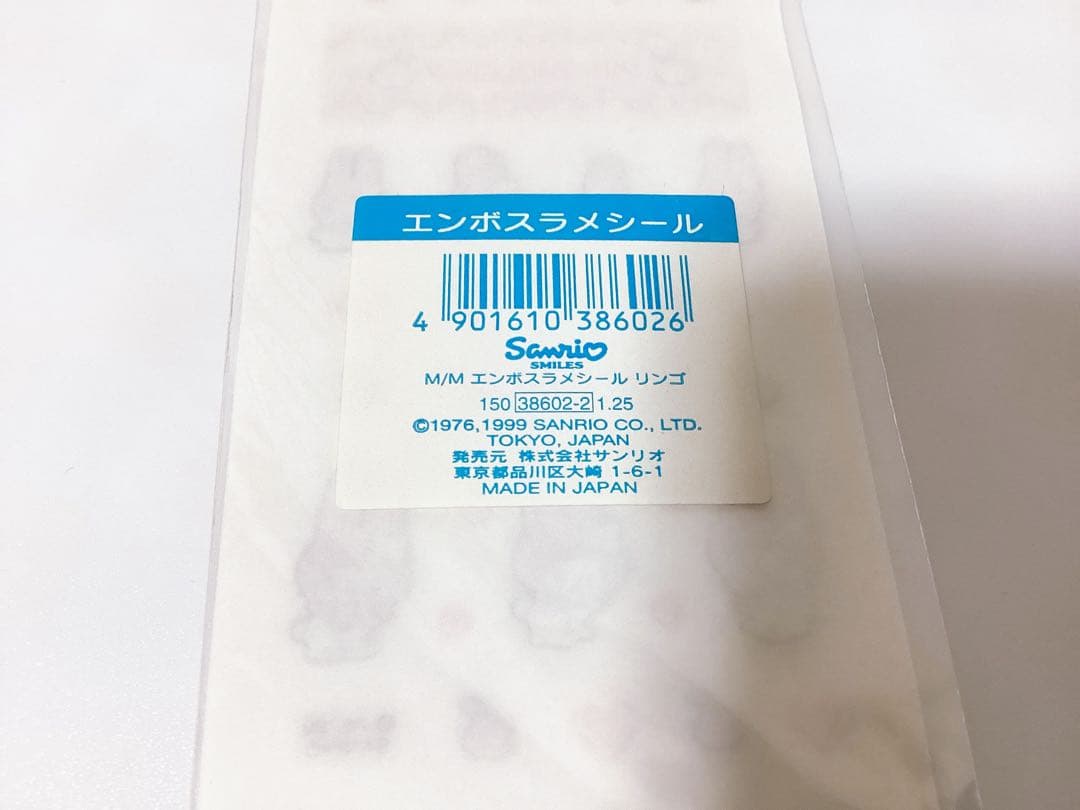 エンボスラメシール
4 901610 386026
Sanrio
SMILES
M/M エンボスラメシール リンゴ
150 38602-2 1.25
©1976,1999 SANRIO CO., LTD.
TOKYO, JAPAN
発売元 株式会社サンリオ
東京都品川区大崎 1-6-1
MADE IN JAPAN